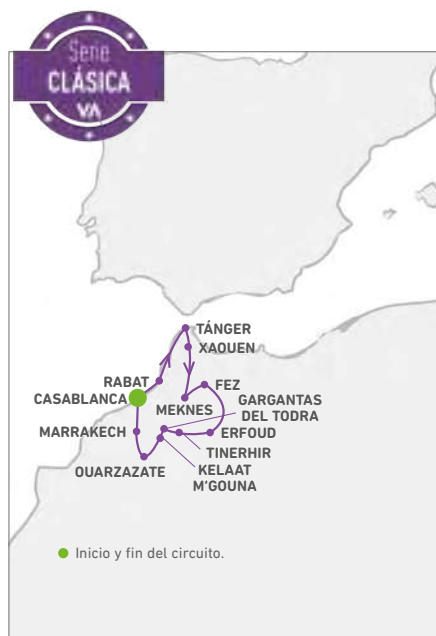 Serie
CLÁSICA
VA
TÁNGER
XAOUEN
RABAT
FEZ
CASABLANCA
MEKNES
GARGANTAS
DEL TODRA
MARRAKECH
ERFOUD
TINERHIR
OUARZAZATE
KELAAT
M'GOUNA
Inicio y fin del circuito.